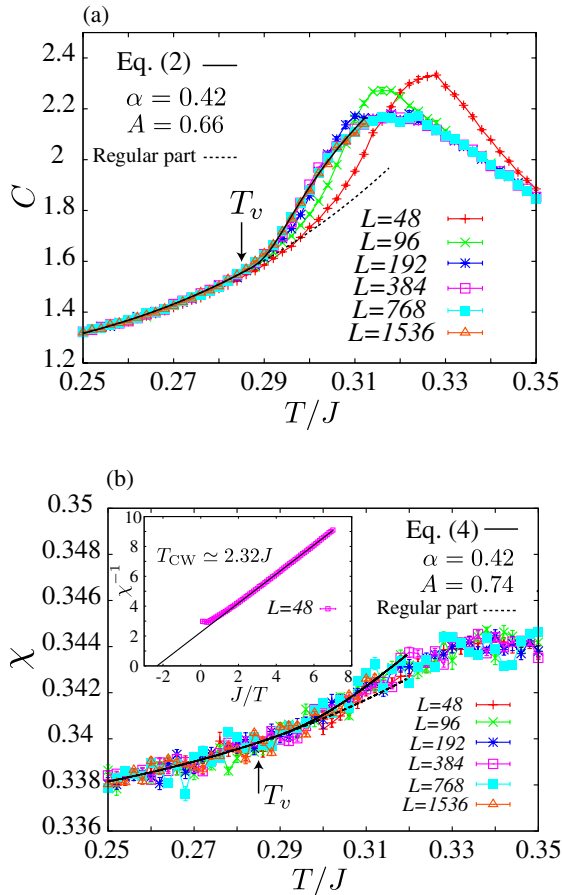 (a)
2.4
2.2
2
1.8
1.6
1.4
1.2
C
Eq. (2)
α = 0.42
A = 0.66
Regular part
T_v
L=48
L=96
L=192
L=384
L=768
L=1536
0.25 0.27 0.29 0.31 0.33 0.35
T/J
(b)
0.35
0.348
0.346
0.344
0.342
0.34
0.338
0.336
χ
10
8
6
4
2
0
χ⁻¹
T_CW ≃ 2.32J
L=48
-2 0 2 4 6 8
J/T
Eq. (4)
α = 0.42
A = 0.74
Regular part
L=48
L=96
L=192
L=384
L=768
L=1536
T_v
0.25 0.27 0.29 0.31 0.33 0.35
T/J